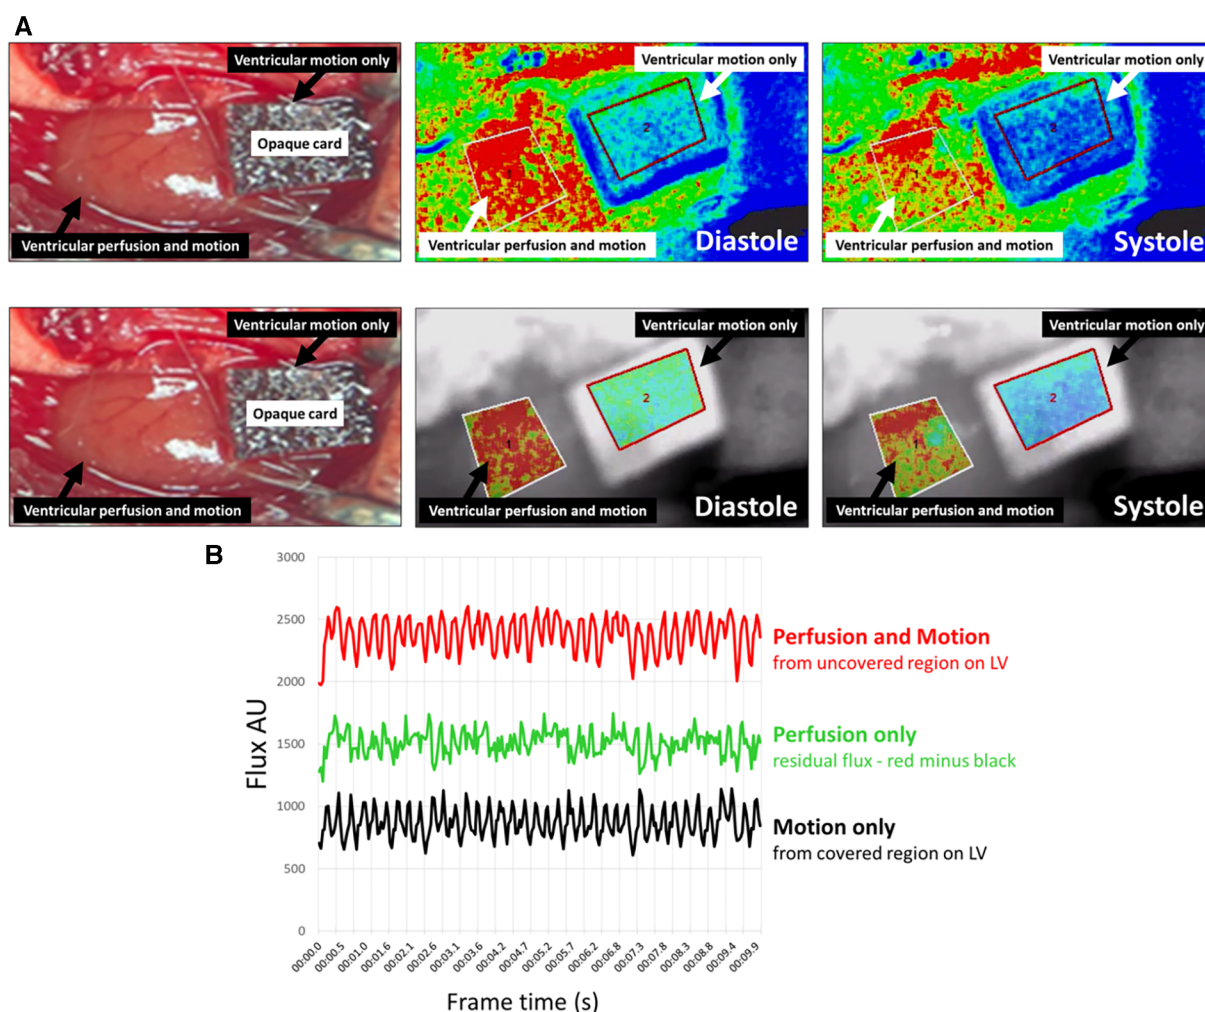 A
Ventricular motion only
Opaque card
Ventricular perfusion and motion
Ventricular motion only
2
1
Ventricular perfusion and motion
Diastole
Ventricular motion only
2
1
Ventricular perfusion and motion
Systole
Ventricular motion only
Opaque card
Ventricular perfusion and motion
Ventricular motion only
2
1
Ventricular perfusion and motion
Diastole
Ventricular motion only
2
1
Ventricular perfusion and motion
Systole
B
3000
2500
2000
1500
1000
500
0
Flux AU
Perfusion and Motion
from uncovered region on LV
Perfusion only
residual flux - red minus black
Motion only
from covered region on LV
00:00.0
00:00.5
00:01.0
00:01.6
00:02.1
00:02.6
00:03.1
00:03.6
00:04.2
00:04.7
00:05.2
00:05.7
00:06.2
00:06.8
00:07.3
00:07.8
00:08.3
00:08.8
00:09.4
00:09.9
Frame time (s)